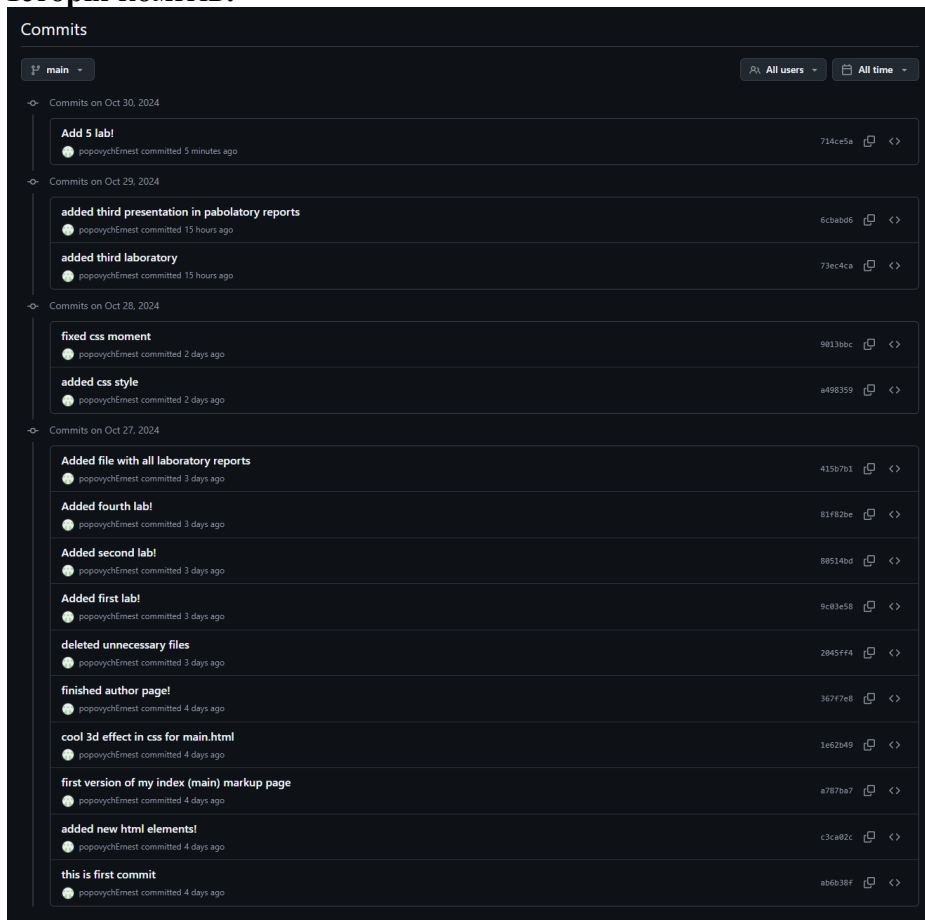 Commits
main
All users
All time
Commits on Oct 30, 2024
Add 5 lab!
popovychErnest committed 5 minutes ago
714ce5a
Commits on Oct 29, 2024
added third presentation in pabolatory reports
popovychErnest committed 15 hours ago
6cbabd6
added third laboratory
popovychErnest committed 15 hours ago
73ec4ca
Commits on Oct 28, 2024
fixed css moment
popovychErnest committed 2 days ago
9013bbc
added css style
popovychErnest committed 2 days ago
a498359
Commits on Oct 27, 2024
Added file with all laboratory reports
popovychErnest committed 3 days ago
415b7b1
Added fourth lab!
popovychErnest committed 3 days ago
81f82be
Added second lab!
popovychErnest committed 3 days ago
80514bd
Added first lab!
popovychErnest committed 3 days ago
9c03e58
deleted unnecessary files
popovychErnest committed 3 days ago
2045ff4
finished author page!
popovychErnest committed 4 days ago
367f7e8
cool 3d effect in css for main.html
popovychErnest committed 4 days ago
1e62b49
first version of my index (main) markup page
popovychErnest committed 4 days ago
a787ba7
added new html elements!
popovychErnest committed 4 days ago
c3ca02c
this is first commit
popovychErnest committed 4 days ago
ab6b38f